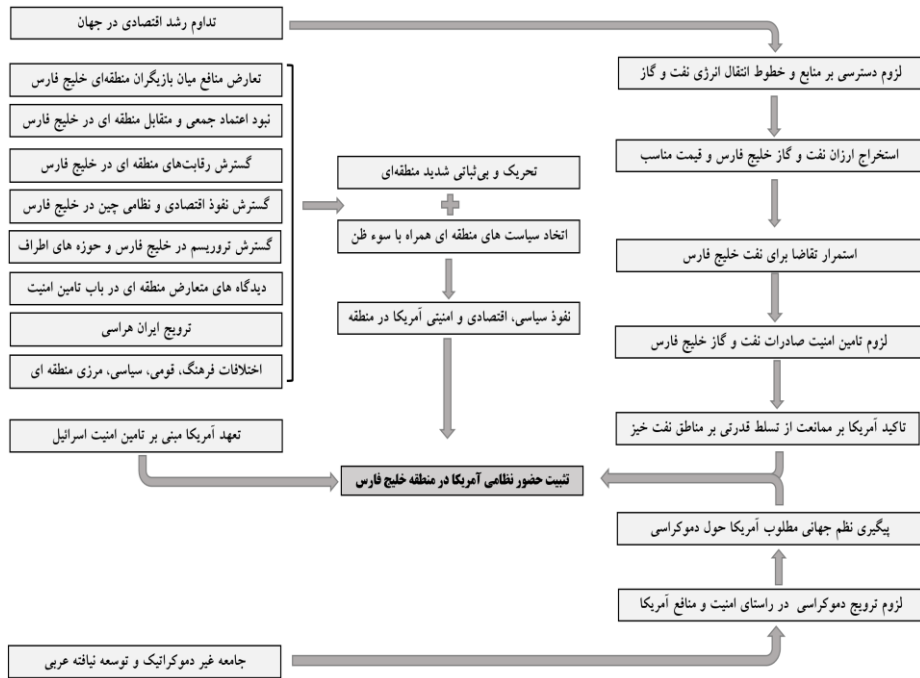 تداوم رشد اقتصادی در جهان
لزوم دسترسی بر منابع و خطوط انتقال انرژی نفت و گاز
استخراج ارزان نفت و گاز خلیج فارس و قیمت مناسب
استمرار تقاضا برای نفت خلیج فارس
لزوم تامین امنیت صادرات نفت و گاز خلیج فارس
تاکید آمریکا بر ممانعت از تسلط قدرتی بر مناطق نفت خیز
تعارض منافع میان بازیگران منطقه‌ای خلیج فارس
نبود اعتماد جمعی و متقابل منطقه ای در خلیج فارس
گسترش رقابت‌های منطقه ای در خلیج فارس
گسترش نفوذ اقتصادی و نظامی چین در خلیج فارس
گسترش تروریسم در خلیج فارس و حوزه های اطراف
دیدگاه های متعارض منطقه ای در باب تامین امنیت
ترویج ایران هراسی
اختلافات فرهنگ، قومی، سیاسی، مرزی منطقه ای
تحریک و بی‌ثباتی شدید منطقه‌ای
اتخاد سیاست های منطقه ای همراه با سوء ظن
نفوذ سیاسی، اقتصادی و امنیتی آمریکا در منطقه
تعهد آمریکا مبنی بر تامین امنیت اسرائیل
تثبیت حضور نظامی آمریکا در منطقه خلیج فارس
پیگیری نظم جهانی مطلوب آمریکا حول دموکراسی
لزوم ترویج دموکراسی در راستای امنیت و منافع آمریکا
جامعه غیر دموکراتیک و توسعه نیافته عربی